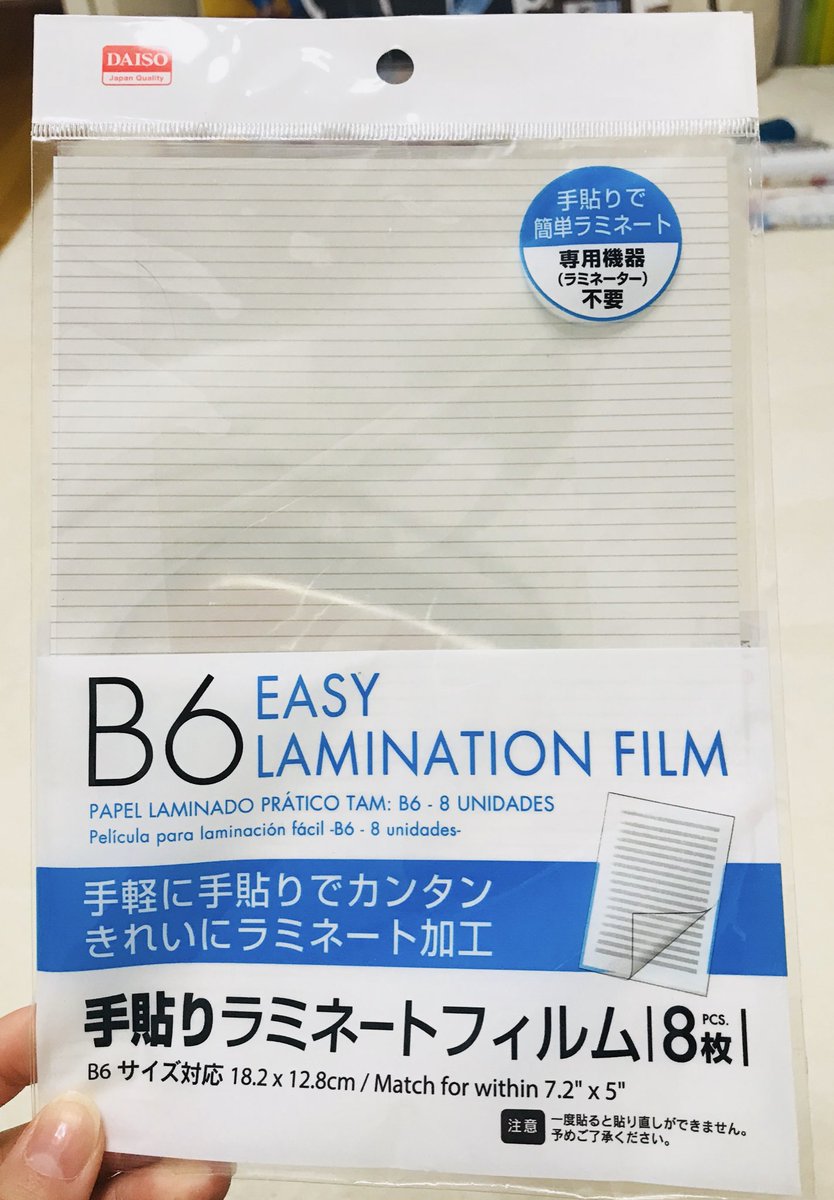 DAISO
Japan Quality
手貼りで
簡単ラミネート
専用機器
(ラミネーター)
不要
B6 EASY
LAMINATION FILM
PAPEL LAMINADO PRÁTICO TAM: B6 - 8 UNIDADES
Película para laminación fácil -B6 - 8 unidades-
手軽に手貼りでカンタン
きれいにラミネート加工
手貼りラミネートフィルム 8枚 PCS.
B6 サイズ対応 18.2 x 12.8cm / Match for within 7.2" x 5"
注意 一度貼ると貼り直しができません。
予めご了承ください。